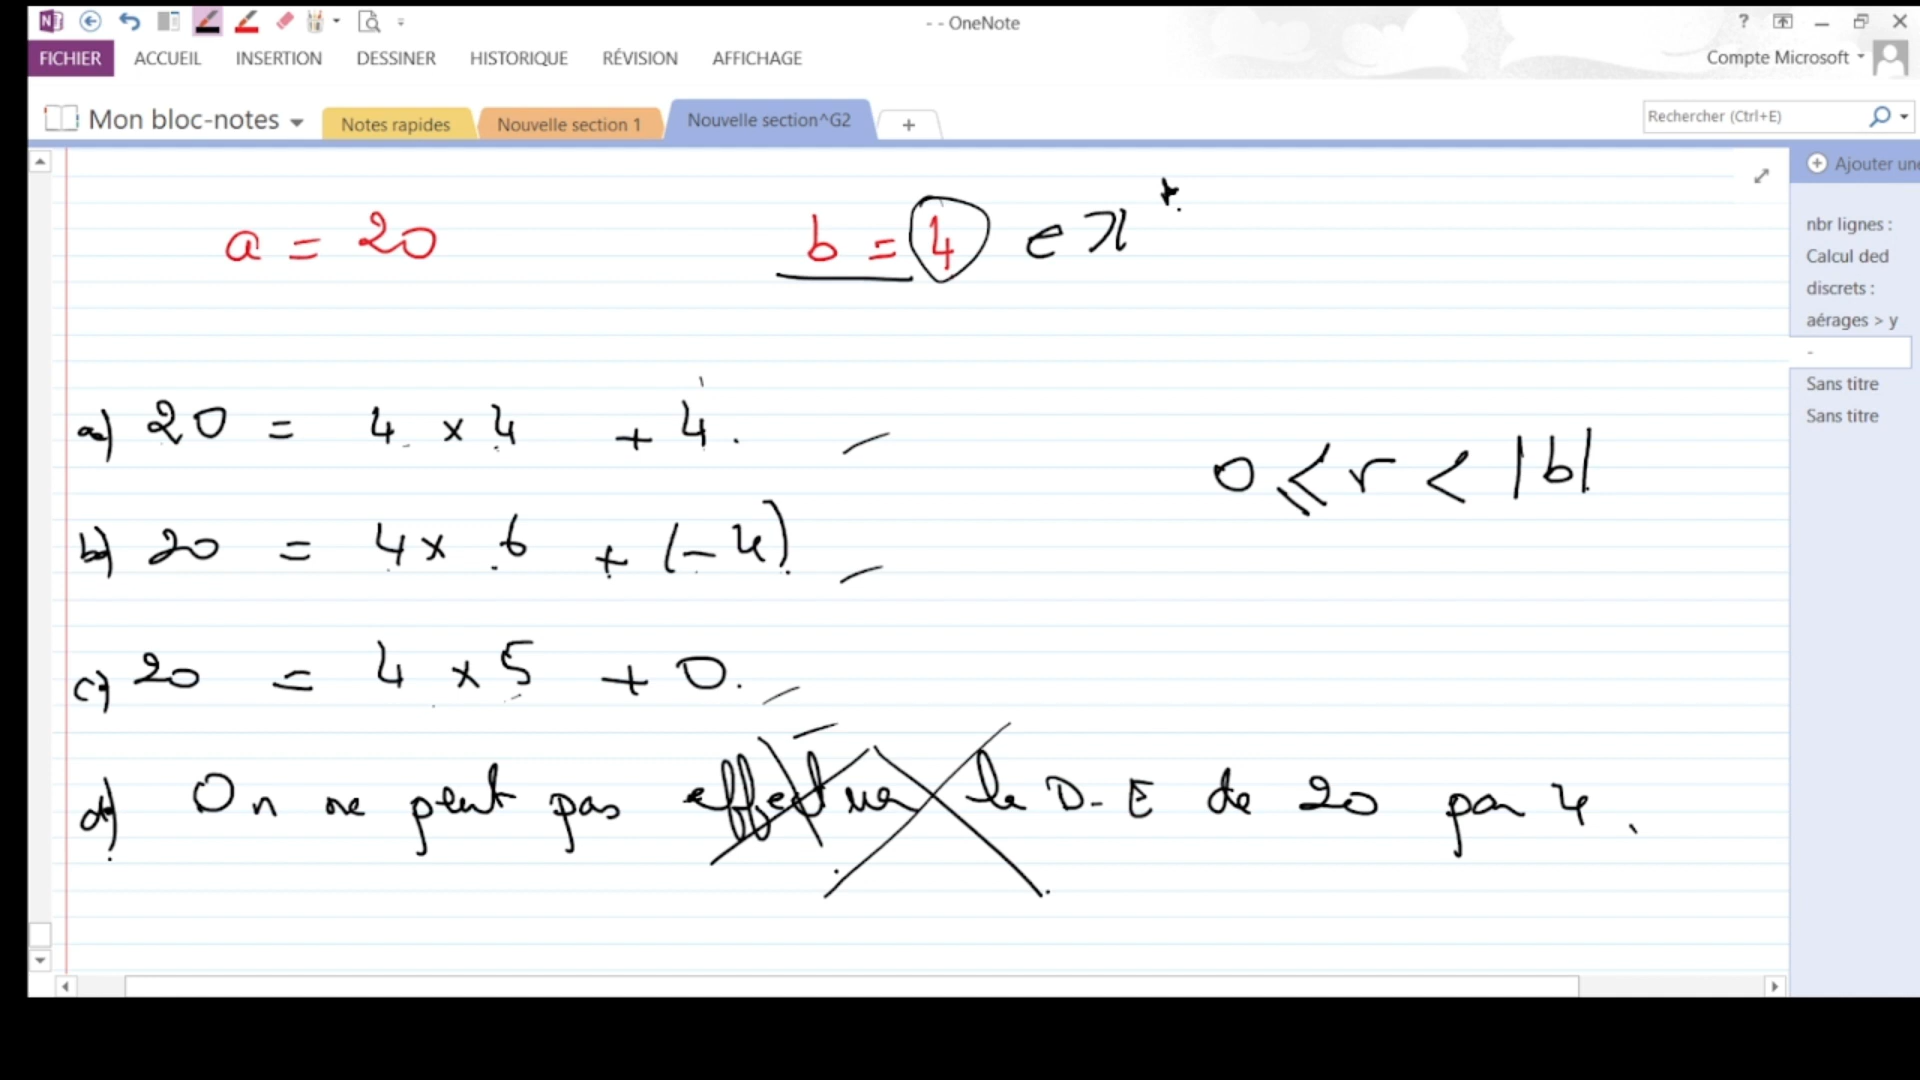 - - OneNote
?
FICHIER ACCUEIL INSERTION DESSINER HISTORIQUE RÉVISION AFFICHAGE
Compte Microsoft
Mon bloc-notes
Notes rapides
Nouvelle section 1
Nouvelle section^G2
+
Rechercher (Ctrl+E)
Ajouter une
nbr lignes :
Calcul ded
discrets :
aérages > y
-
Sans titre
Sans titre
a = 20
b = 4 ∈ ℤ*
a) 20 = 4 × 4 + 4.
0 ≤ r < |b|
b) 20 = 4 × 6 + (-4)
c) 20 = 4 × 5 + 0.
d) On ne peut pas effectuer la D-E de 20 par 4.